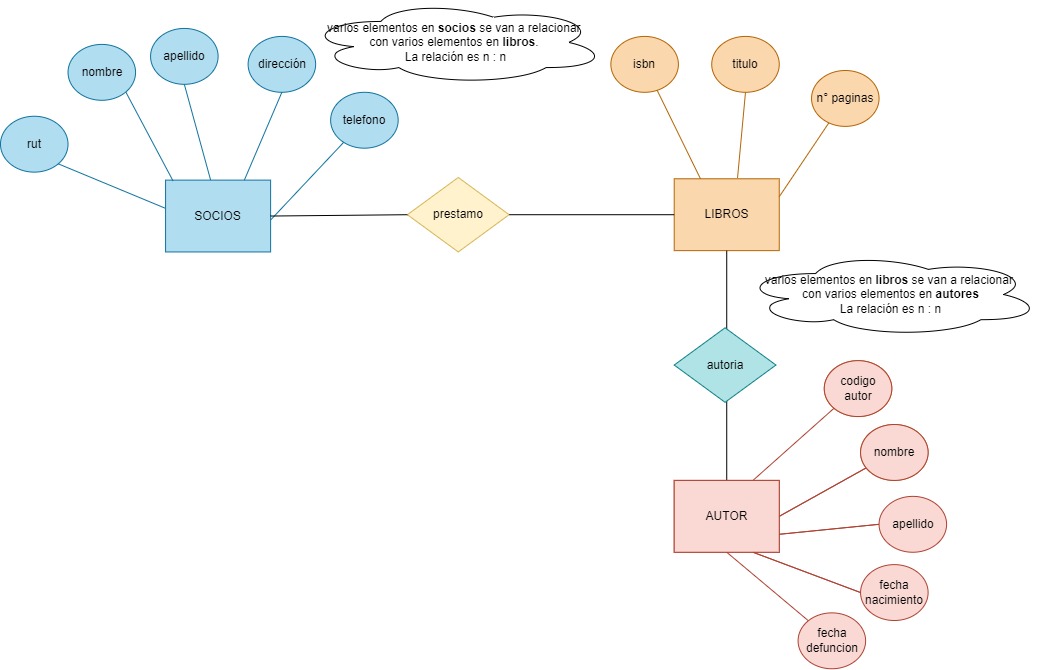 varios elementos en socios se van a relacionar
con varios elementos en libros.
La relación es n : n
apellido
nombre
dirección
telefono
rut
SOCIOS
prestamo
isbn
titulo
n° paginas
LIBROS
varios elementos en libros se van a relacionar
con varios elementos en autores
La relación es n : n
autoria
codigo
autor
nombre
AUTOR
apellido
fecha
nacimiento
fecha
defuncion